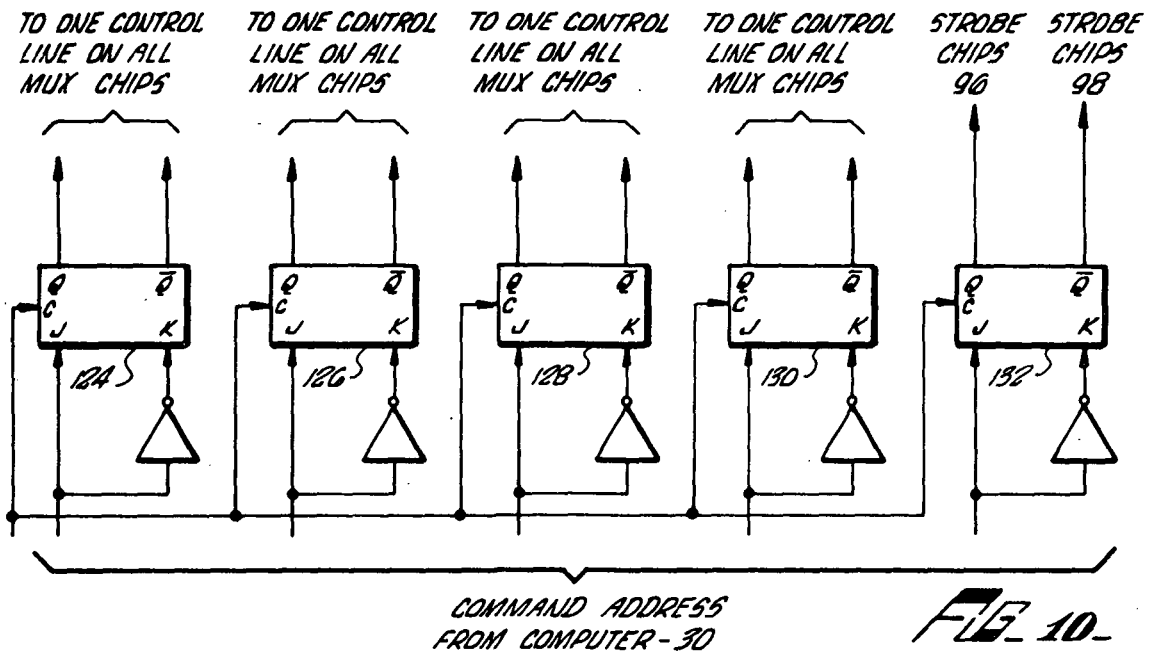 TO ONE CONTROL
LINE ON ALL
MUX CHIPS
TO ONE CONTROL
LINE ON ALL
MUX CHIPS
TO ONE CONTROL
LINE ON ALL
MUX CHIPS
TO ONE CONTROL
LINE ON ALL
MUX CHIPS
STROBE
CHIPS
96
STROBE
CHIPS
98
Q Q̅
C
J K
124
Q Q̅
C
J K
126
Q Q̅
C
J K
128
Q Q̅
C
J K
130
Q Q̅
C
J K
132
COMMAND ADDRESS
FROM COMPUTER-30
FIG_10_